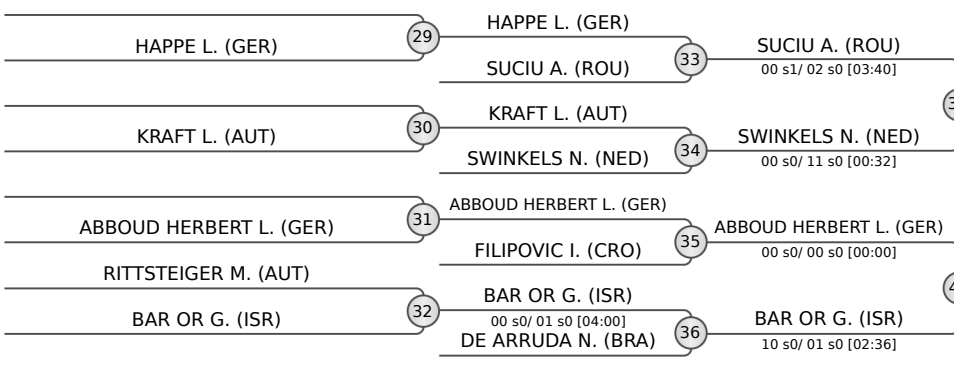 HAPPE L. (GER)
29
HAPPE L. (GER)
SUCIU A. (ROU)
33
SUCIU A. (ROU)
00 s1/ 02 s0 [03:40]
KRAFT L. (AUT)
30
KRAFT L. (AUT)
SWINKELS N. (NED)
34
SWINKELS N. (NED)
00 s0/ 11 s0 [00:32]
ABBOUD HERBERT L. (GER)
31
ABBOUD HERBERT L. (GER)
FILIPOVIC I. (CRO)
35
ABBOUD HERBERT L. (GER)
00 s0/ 00 s0 [00:00]
RITTSTEIGER M. (AUT)
BAR OR G. (ISR)
32
BAR OR G. (ISR)
00 s0/ 01 s0 [04:00]
DE ARRUDA N. (BRA)
36
BAR OR G. (ISR)
10 s0/ 01 s0 [02:36]